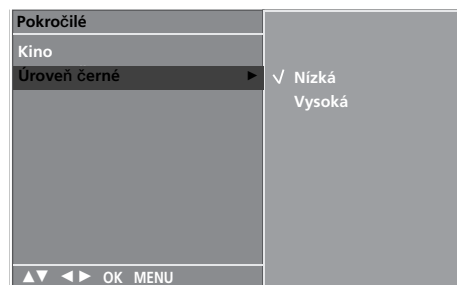 Pokročilé
Kino
Úroveň černé ►
√ Nízká
Vysoká
▲▼ ◄► OK MENU